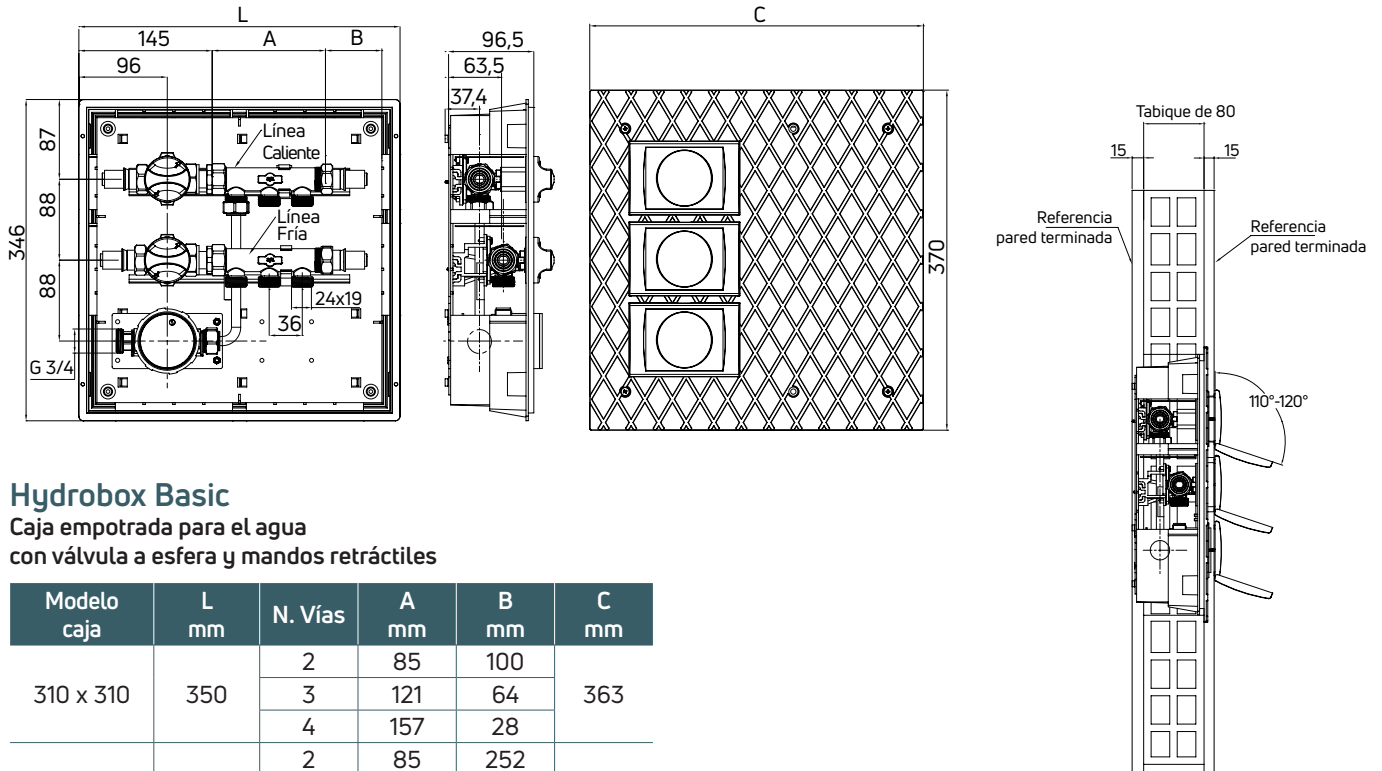 L
145
A
B
96
346
87
88
88
Línea
Caliente
Línea
Fría
24x19
36
G 3/4
96,5
63,5
37,4
C
370
Tabique de 80
15
15
Referencia
pared terminada
Referencia
pared terminada
110°-120°
Hydrobox Basic
Caja empotrada para el agua
con válvula a esfera y mandos retráctiles
Modelo caja L mm N. Vías A mm B mm C mm
2 85 100
310 x 310 350 3 121 64 363
4 157 28
2 85 252